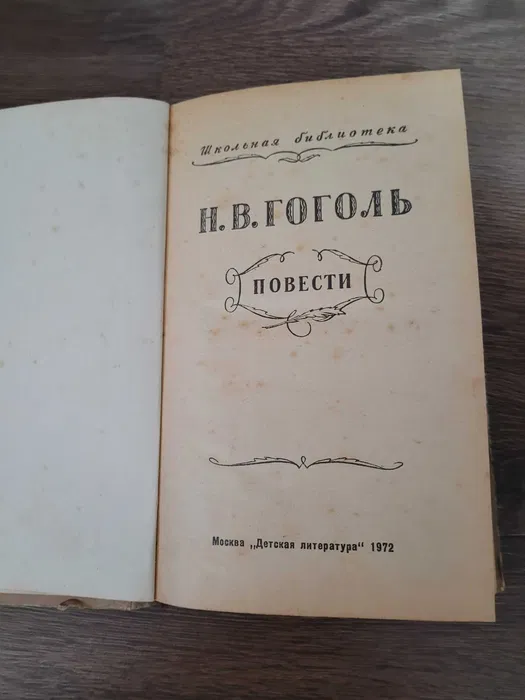 Школьная библиотека
Н. В. ГОГОЛЬ
ПОВЕСТИ
Москва „Детская литература" 1972